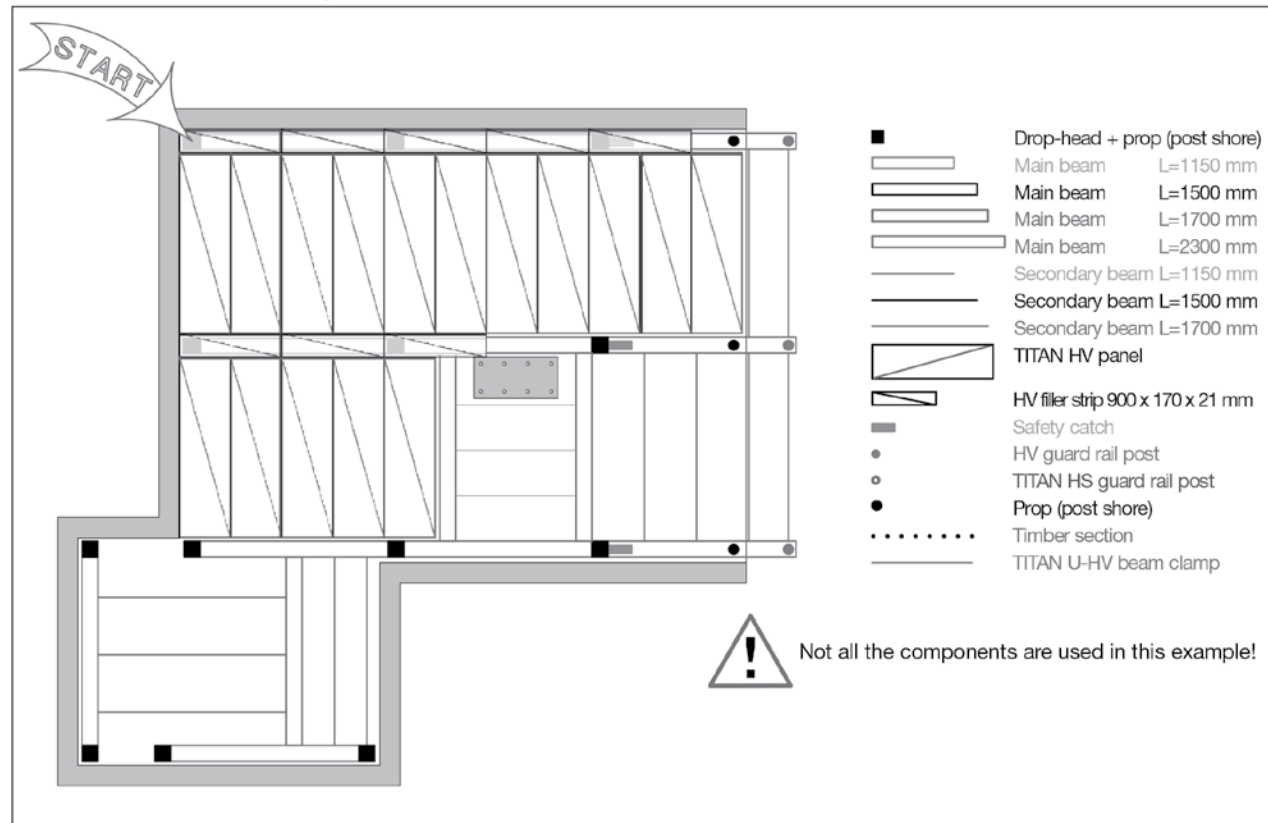 START
Drop-head + prop (post shore)
Main beam L=1150 mm
Main beam L=1500 mm
Main beam L=1700 mm
Main beam L=2300 mm
Secondary beam L=1150 mm
Secondary beam L=1500 mm
Secondary beam L=1700 mm
TITAN HV panel
HV filler strip 900 x 170 x 21 mm
Safety catch
HV guard rail post
TITAN HS guard rail post
Prop (post shore)
Timber section
TITAN U-HV beam clamp
! Not all the components are used in this example!